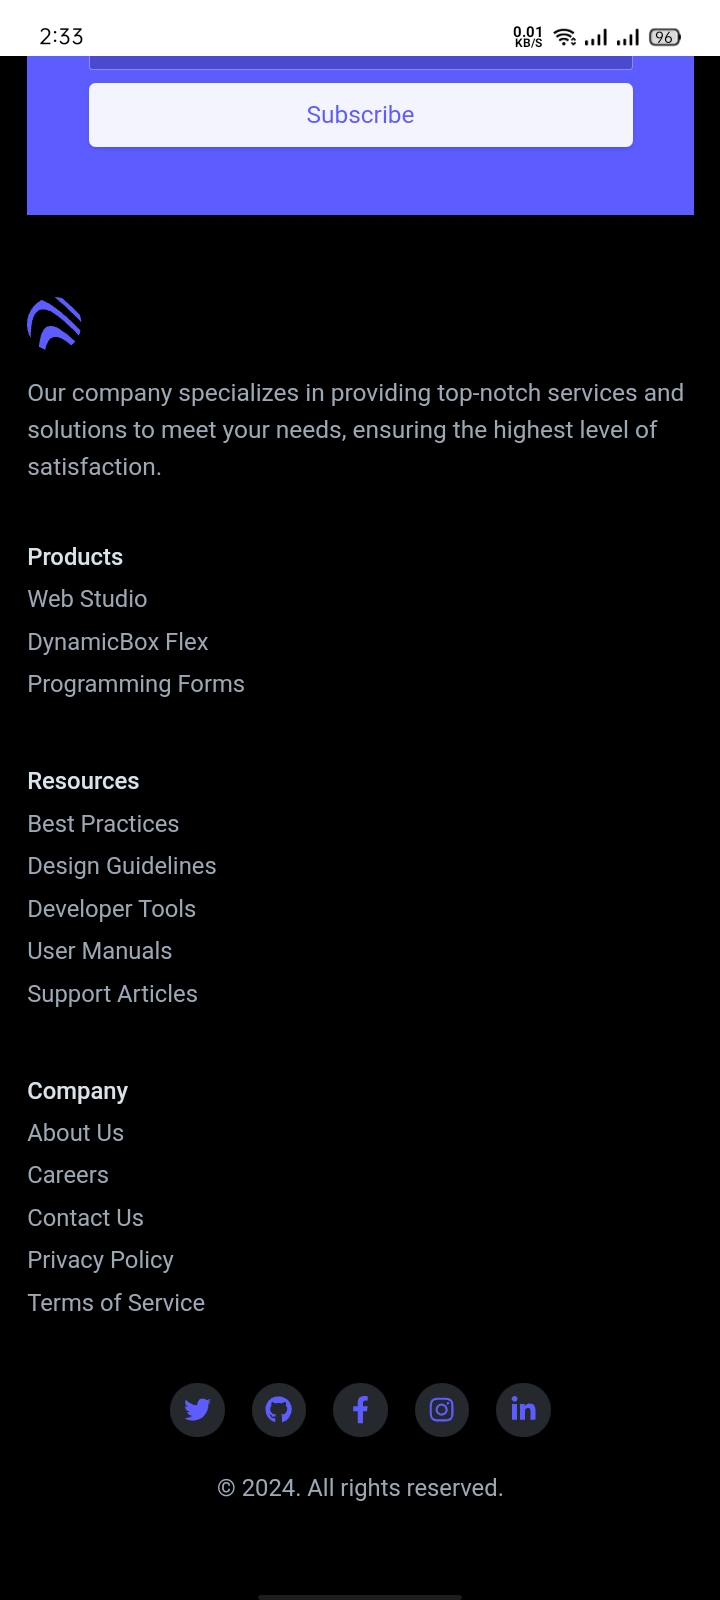 2:33
0.01
KB/S
96
Subscribe
Our company specializes in providing top-notch services and
solutions to meet your needs, ensuring the highest level of
satisfaction.
Products
Web Studio
DynamicBox Flex
Programming Forms
Resources
Best Practices
Design Guidelines
Developer Tools
User Manuals
Support Articles
Company
About Us
Careers
Contact Us
Privacy Policy
Terms of Service
© 2024. All rights reserved.